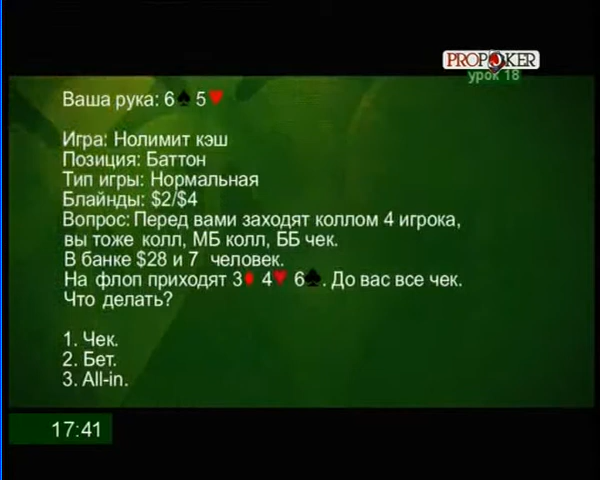 PROPOKER
урок 18
Ваша рука: 6♠ 5♥
Игра: Нолимит кэш
Позиция: Баттон
Тип игры: Нормальная
Блайнды: $2/$4
Вопрос: Перед вами заходят коллом 4 игрока,
вы тоже колл, МБ колл, ББ чек.
В банке $28 и 7 человек.
На флоп приходят 3♦ 4♥ 6♠. До вас все чек.
Что делать?
1. Чек.
2. Бет.
3. All-in.
17:41